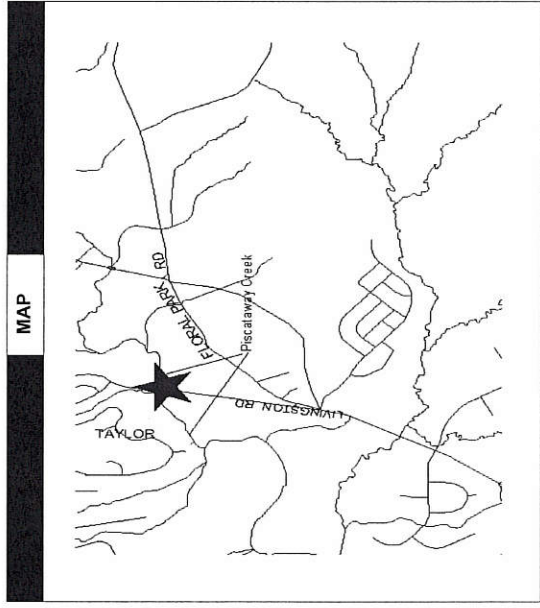 MAP
FLORAL PARK RD
Piscataway Creek
LIVINGSTON RD
TAYLOR